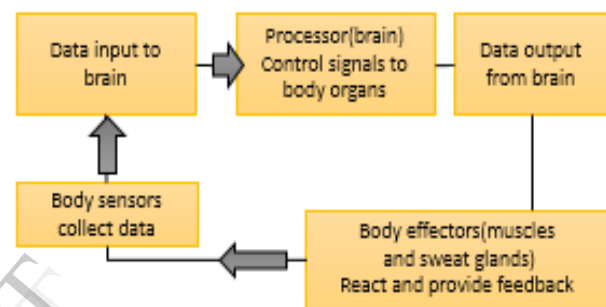 Data input to
brain
Processor(brain)
Control signals to
body organs
Data output
from brain
Body sensors
collect data
Body effectors(muscles
and sweat glands)
React and provide feedback